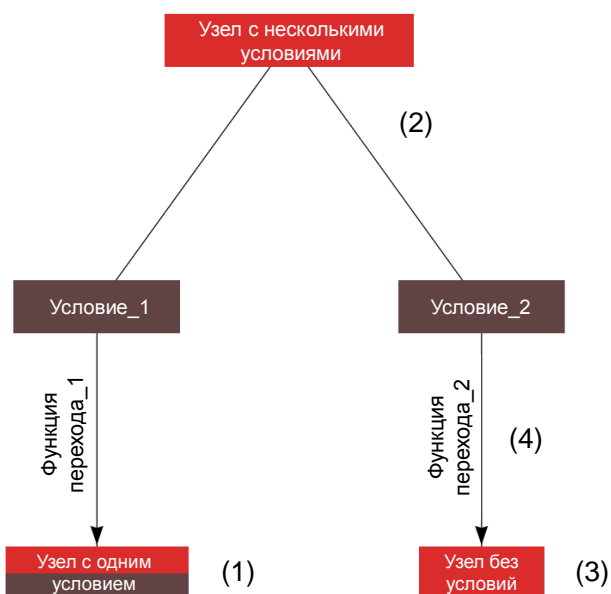 Узел с несколькими
условиями
(2)
Условие_1
Условие_2
Функция
перехода_1
Функция
перехода_2
(4)
Узел с одним
условием
(1)
Узел без
условий
(3)